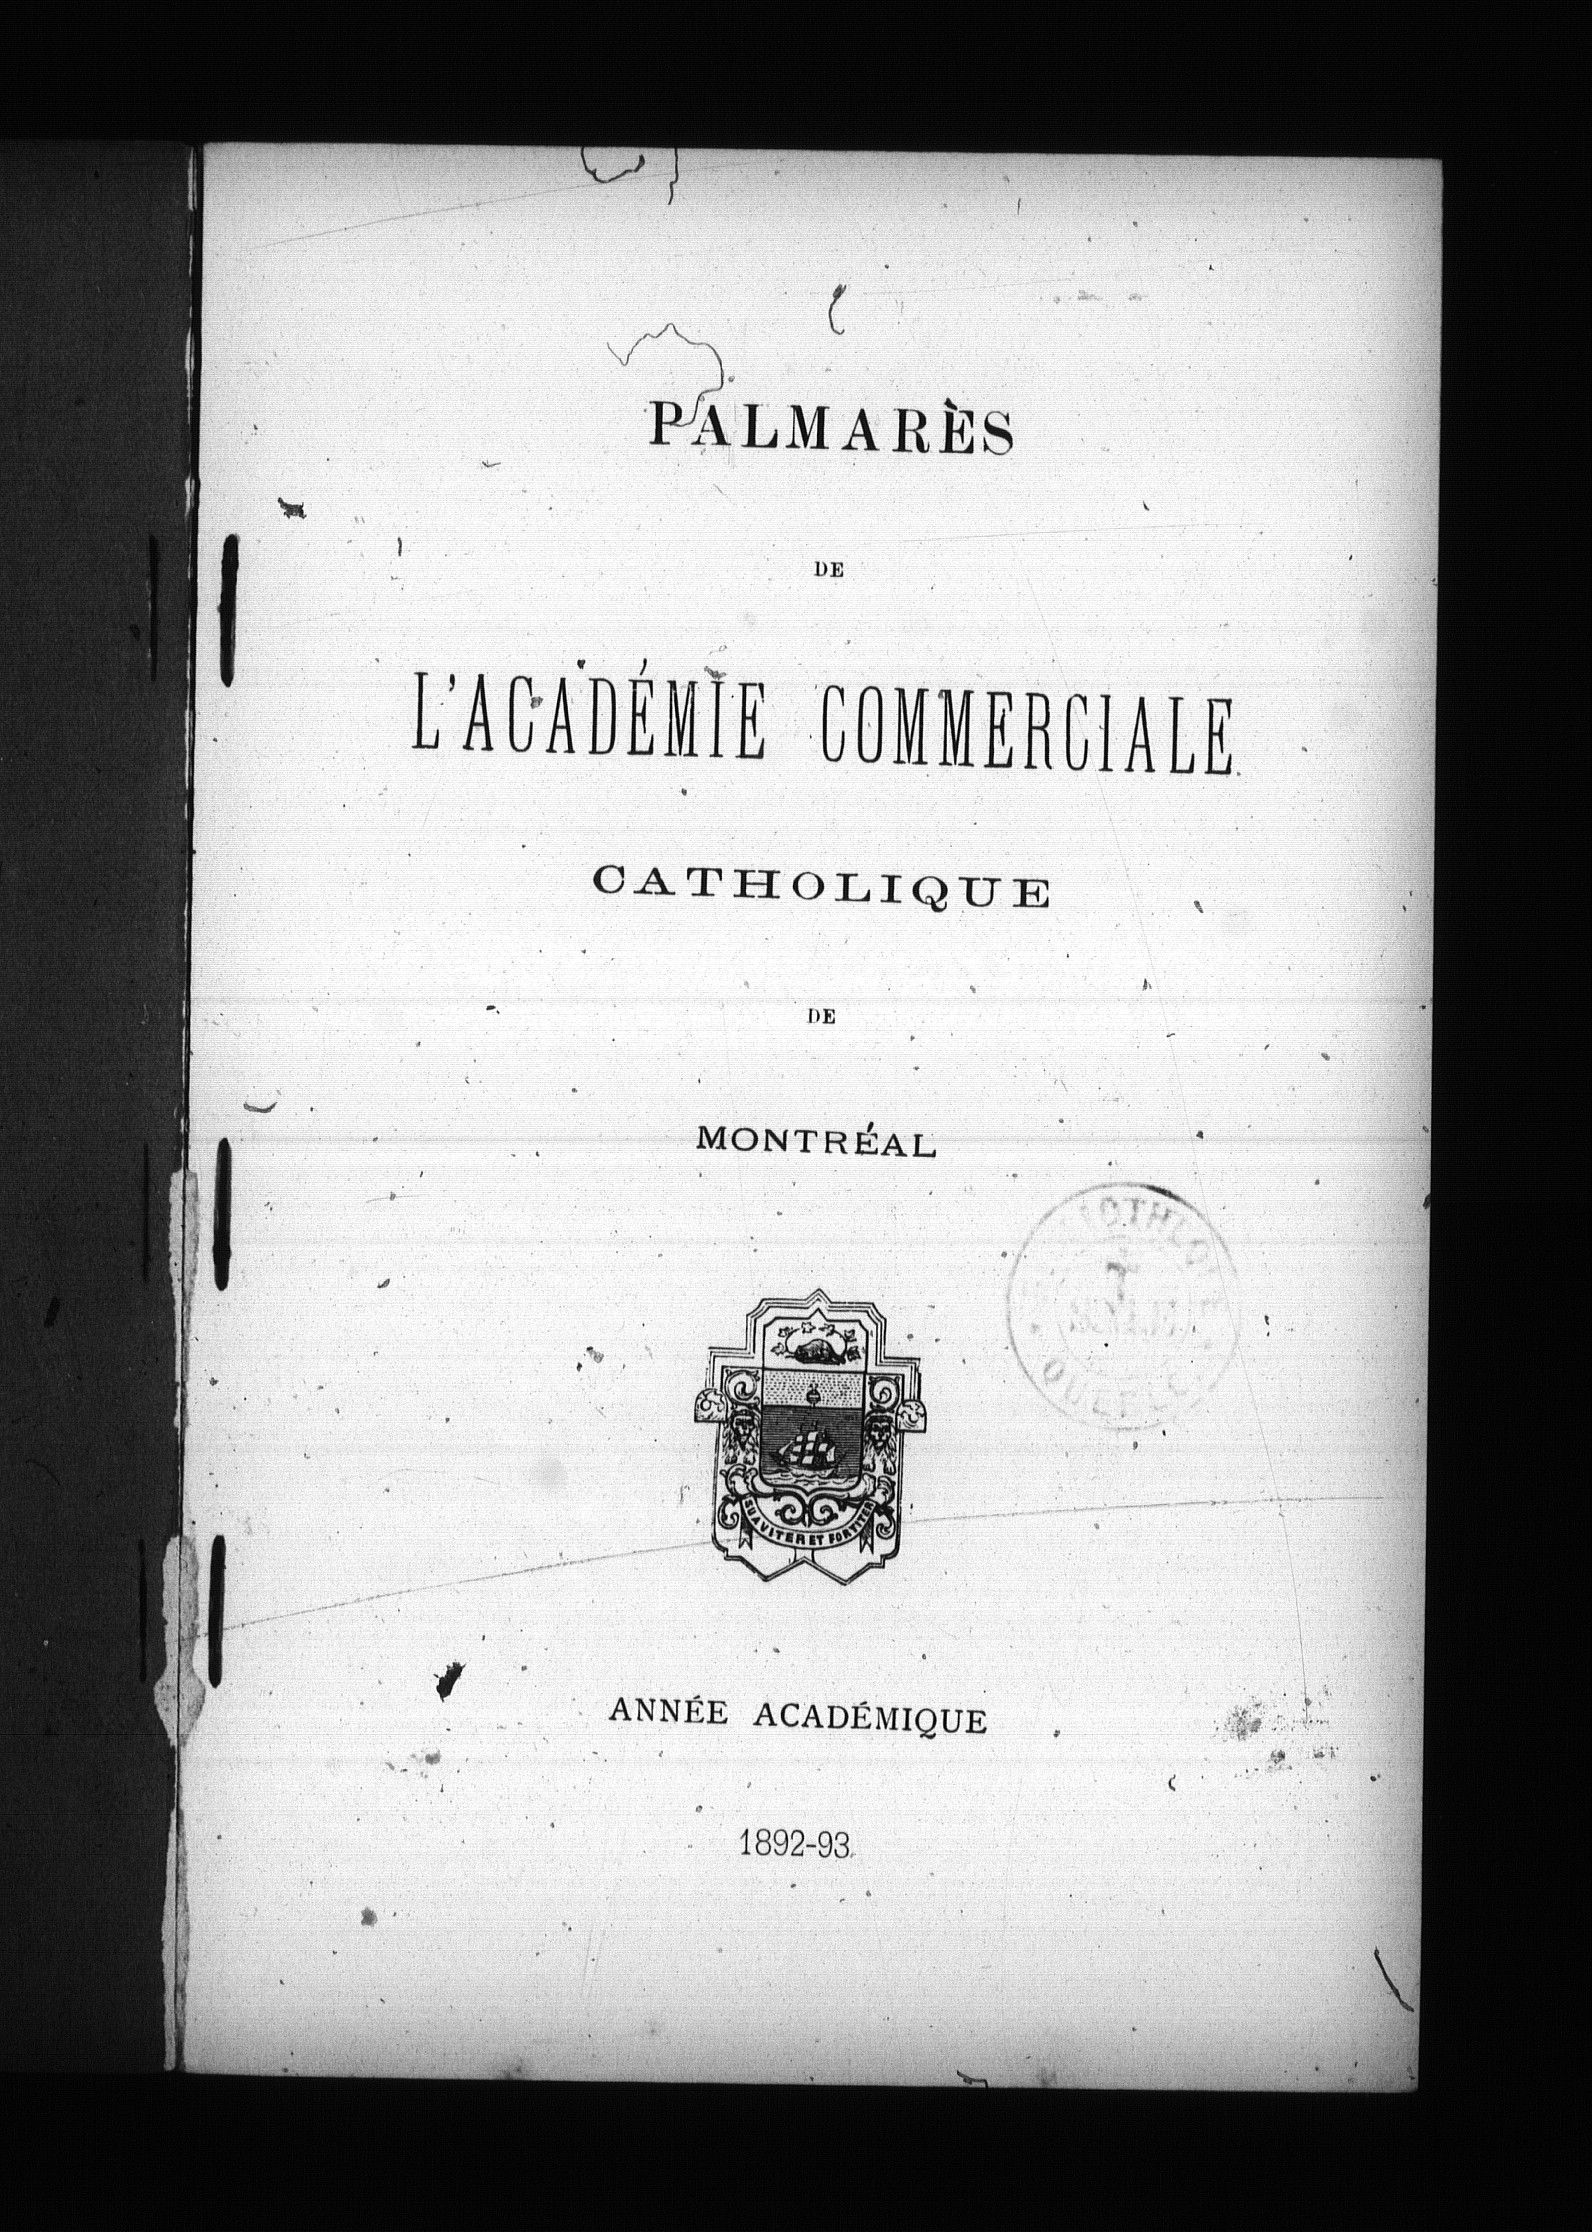 PALMARÈS
DE
L'ACADÉMIE COMMERCIALE
CATHOLIQUE
DE
MONTRÉAL
SUAVITER ET FORTITER
ANNÉE ACADÉMIQUE
1892-93